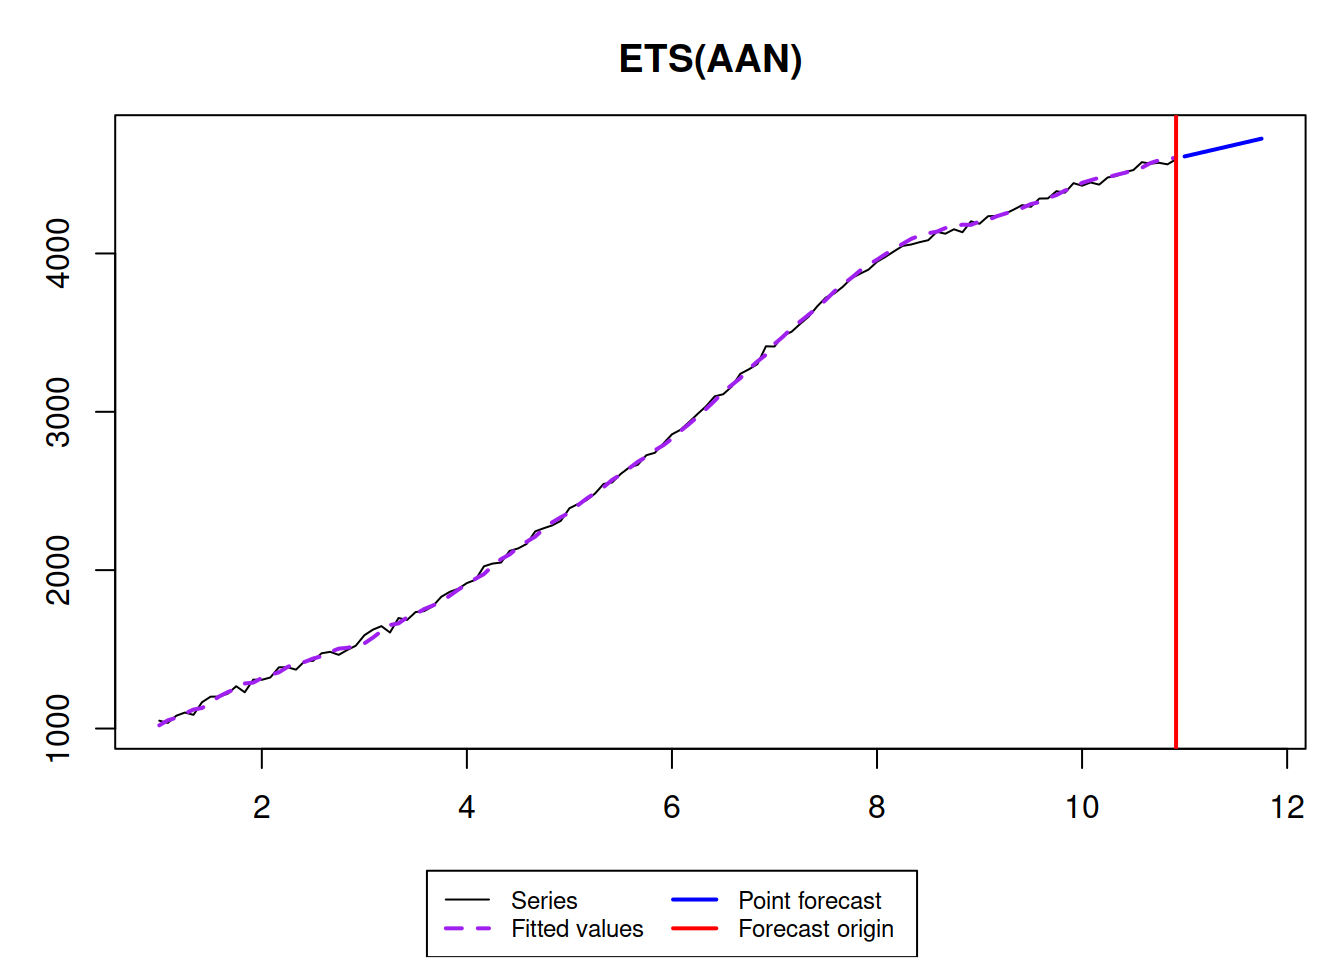 ETS(AAN)
4000
3000
2000
1000
2 4 6 8 10 12
Series Point forecast
Fitted values Forecast origin